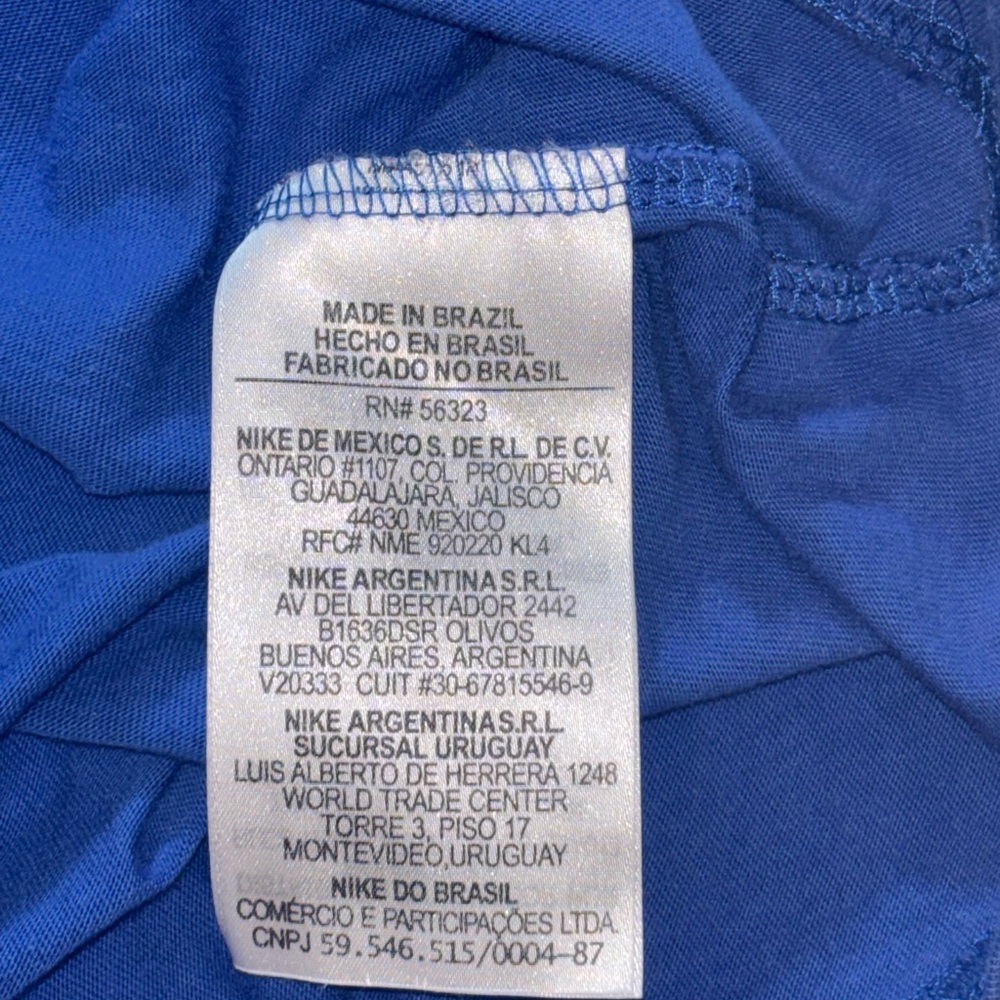 MADE IN BRAZIL
HECHO EN BRASIL
FABRICADO NO BRASIL
RN# 56323
NIKE DE MEXICO S. DE R.L. DE C.V.
ONTARIO #1107, COL. PROVIDENCIA
GUADALAJARA, JALISCO
44630 MEXICO
RFC# NME 920220 KL4
NIKE ARGENTINA S.R.L.
AV DEL LIBERTADOR 2442
B1636DSR OLIVOS
BUENOS AIRES, ARGENTINA
V20333 CUIT #30-67815546-9
NIKE ARGENTINA S.R.L.
SUCURSAL URUGUAY
LUIS ALBERTO DE HERRERA 1248
WORLD TRADE CENTER
TORRE 3, PISO 17
MONTEVIDEO,URUGUAY
NIKE DO BRASIL
COMÉRCIO E PARTICIPAÇÕES LTDA.
CNPJ 59.546.515/0004-87